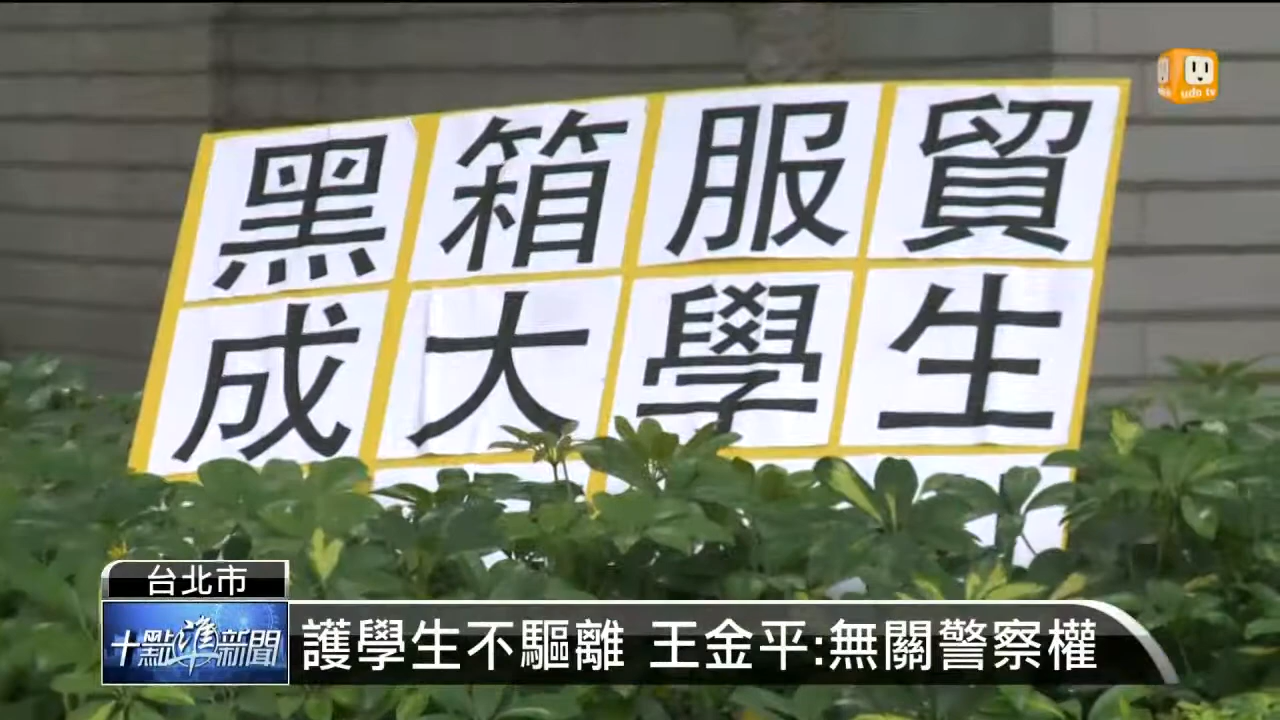 udn tv
黑箱服貿
成大學生
台北市
十點準新聞
護學生不驅離 王金平:無關警察權